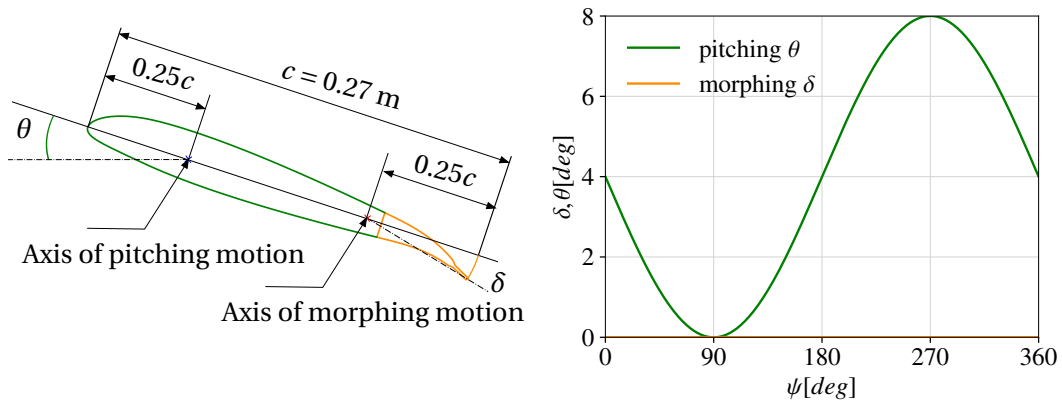 c = 0.27 m
0.25c
θ
0.25c
Axis of pitching motion
δ
Axis of morphing motion
8
6
4
2
0
δ,θ[deg]
pitching θ
morphing δ
0 90 180 270 360
ψ[deg]